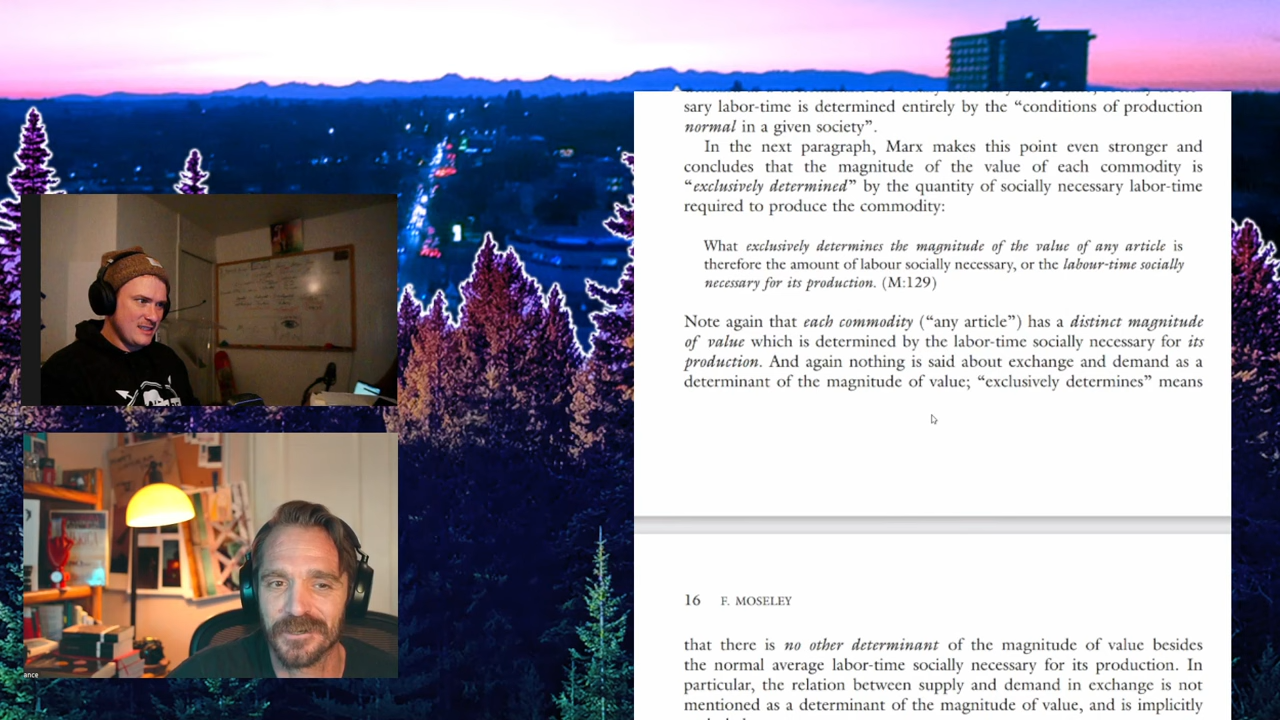 sary labor-time is determined entirely by the “conditions of production
normal in a given society”.
In the next paragraph, Marx makes this point even stronger and
concludes that the magnitude of the value of each commodity is
“exclusively determined” by the quantity of socially necessary labor-time
required to produce the commodity:
What exclusively determines the magnitude of the value of any article is
therefore the amount of labour socially necessary, or the labour-time socially
necessary for its production. (M:129)
Note again that each commodity (“any article”) has a distinct magnitude
of value which is determined by the labor-time socially necessary for its
production. And again nothing is said about exchange and demand as a
determinant of the magnitude of value; “exclusively determines” means
16 F. MOSELEY
that there is no other determinant of the magnitude of value besides
the normal average labor-time socially necessary for its production. In
particular, the relation between supply and demand in exchange is not
mentioned as a determinant of the magnitude of value, and is implicitly
ance